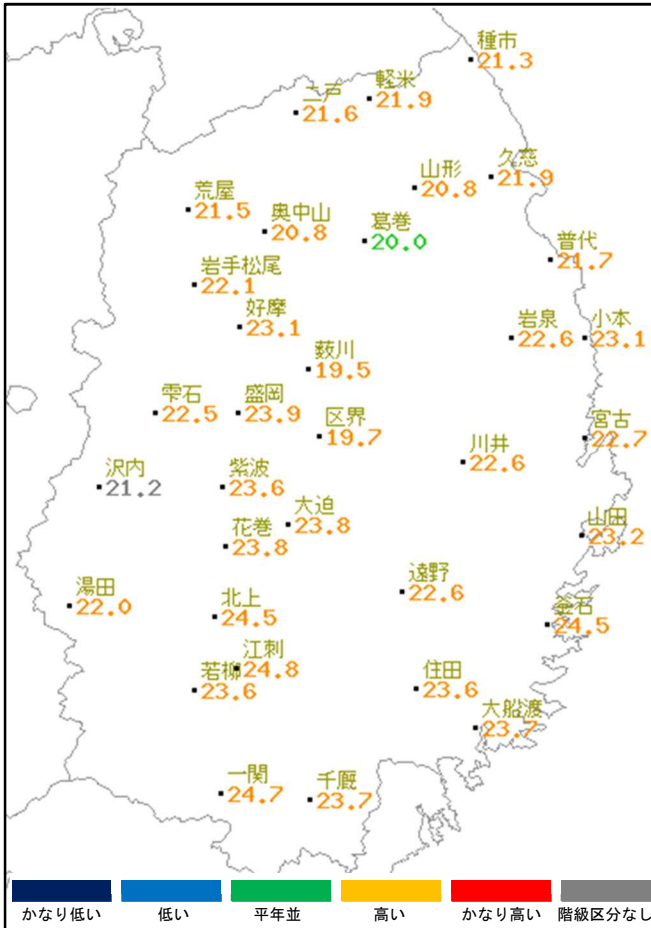 種市
21.3
軽米
21.9
二戸
21.6
久慈
21.9
山形
20.8
荒屋
21.5
奥中山
20.8
葛巻
20.0
普代
21.7
岩手松尾
22.1
好摩
23.1
岩泉
22.6
小本
23.1
薮川
19.5
雫石
22.5
盛岡
23.9
区界
19.7
宮古
22.7
川井
22.6
沢内
21.2
紫波
23.6
大迫
23.8
花巻
23.8
山田
23.2
湯田
22.0
遠野
22.6
北上
24.5
釜石
24.5
江刺
24.8
若柳
23.6
住田
23.6
大船渡
23.7
一関
24.7
千厩
23.7
かなり低い
低い
平年並
高い
かなり高い
階級区分なし